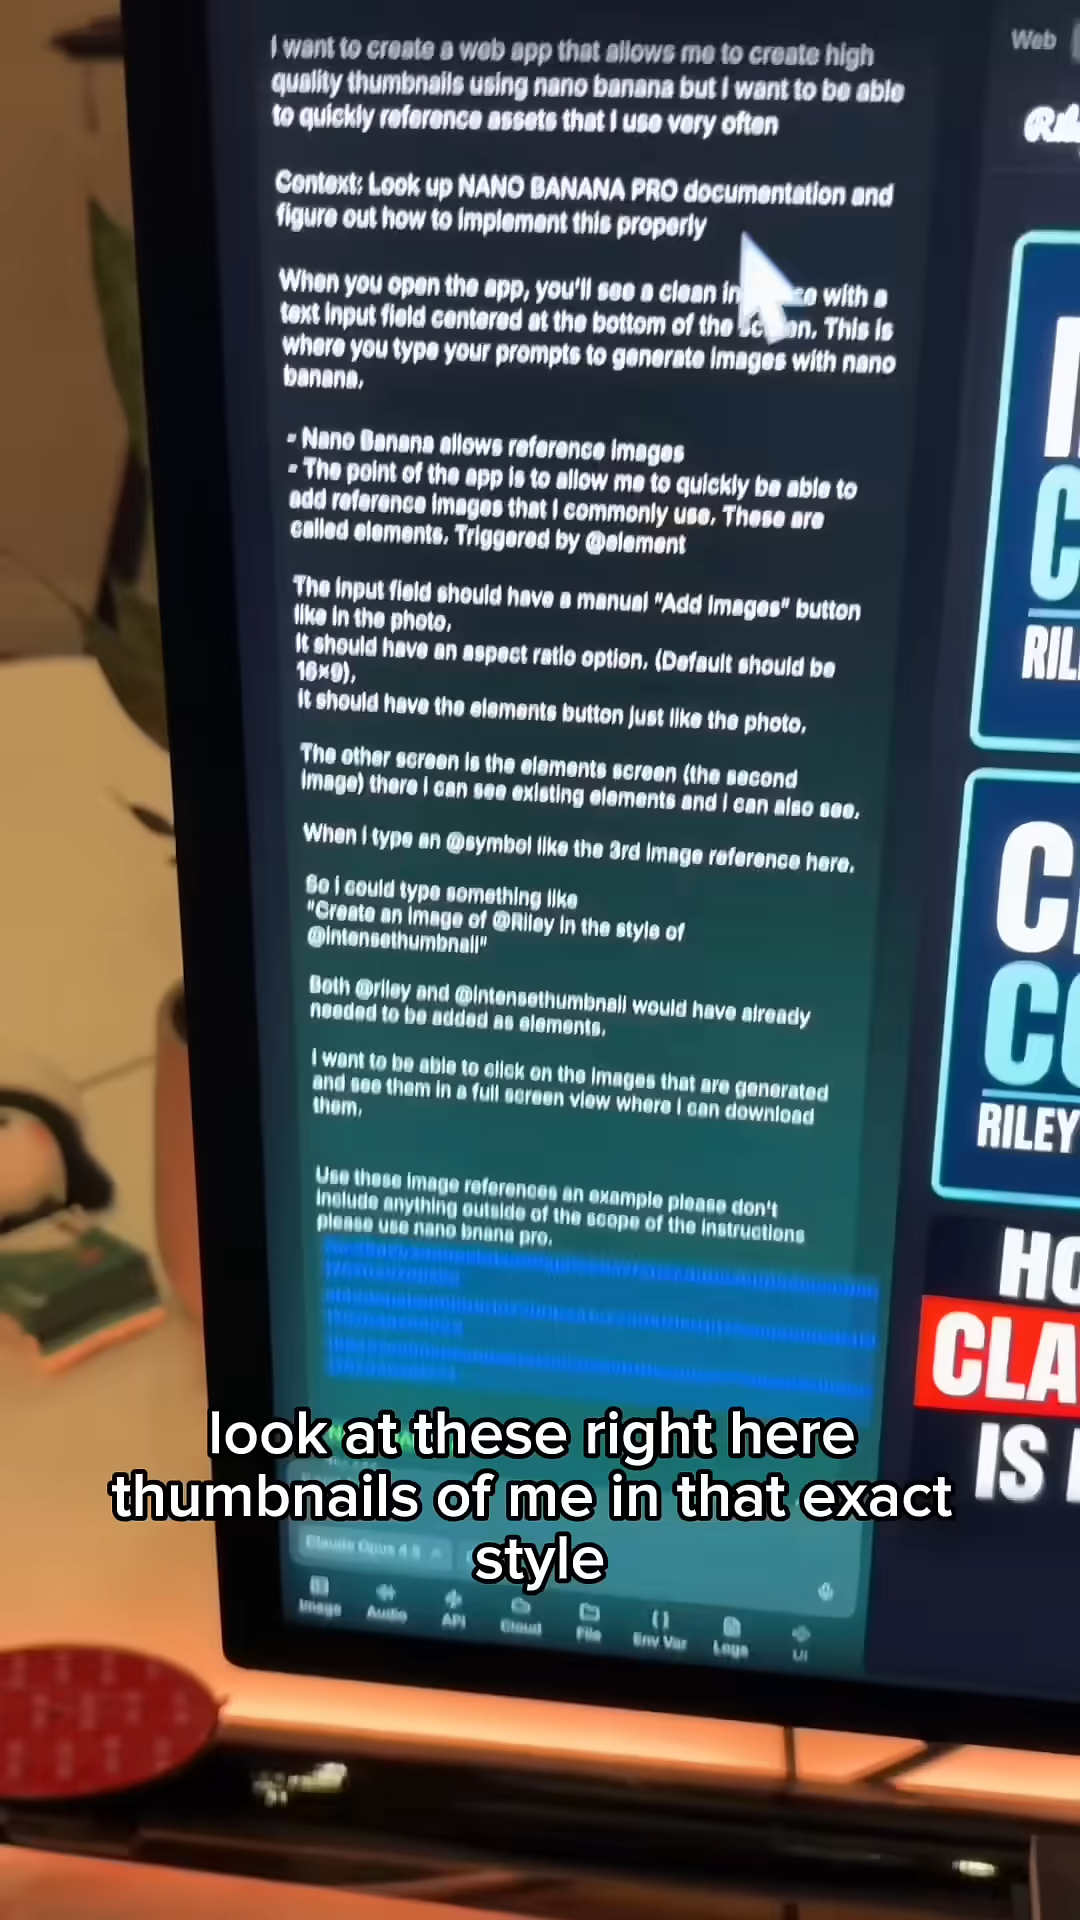 I want to create a web app that allows me to create high
quality thumbnails using nano banana but I want to be able
to quickly reference assets that I use very often
Context: Look up NANO BANANA PRO documentation and
figure out how to implement this properly
When you open the app, you'll see a clean in ce with a
text input field centered at the bottom of the sc en. This is
where you type your prompts to generate images with nano
banana.
- Nano Banana allows reference images
- The point of the app is to allow me to quickly be able to
add reference images that I commonly use. These are
called elements. Triggered by @element
The input field should have a manual "Add Images" button
like in the photo,
It should have an aspect ratio option. (Default should be
16x9),
It should have the elements button just like the photo,
The other screen is the elements screen (the second
image) there I can see existing elements and I can also see.
When I type an @symbol like the 3rd image reference here.
So i could type something like
"Create an image of @Riley in the style of
@intensethumbnail"
Both @riley and @intensethumbnail would have already
needed to be added as elements.
I want to be able to click on the images that are generated
and see them in a full screen view where I can download
them.
Use these image references an example please don't
include anything outside of the scope of the instructions
please use nano bnana pro.
Claude Opus 4.5
Image Audio API Cloud File Env Var Logs UI
Web
RIL
C
CO
RILEY
HO
CLA
IS
look at these right here
thumbnails of me in that exact
style